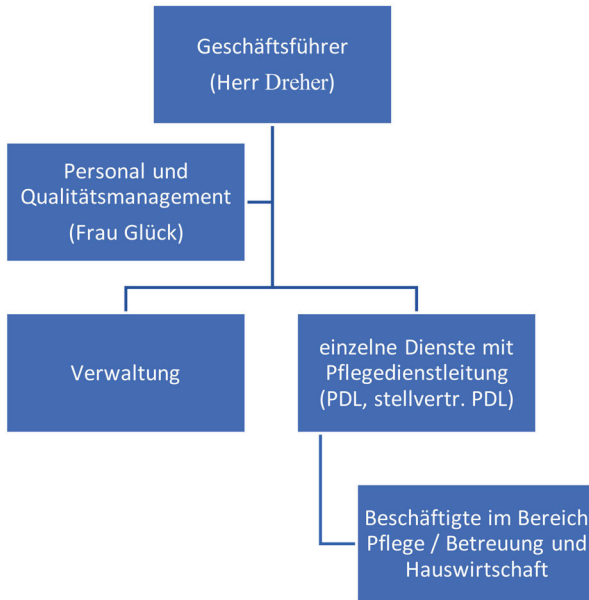 Geschäftsführer
(Herr Dreher)
Personal und
Qualitätsmanagement
(Frau Glück)
Verwaltung
einzelne Dienste mit
Pflegedienstleitung
(PDL, stellvertr. PDL)
Beschäftigte im Bereich
Pflege / Betreuung und
Hauswirtschaft